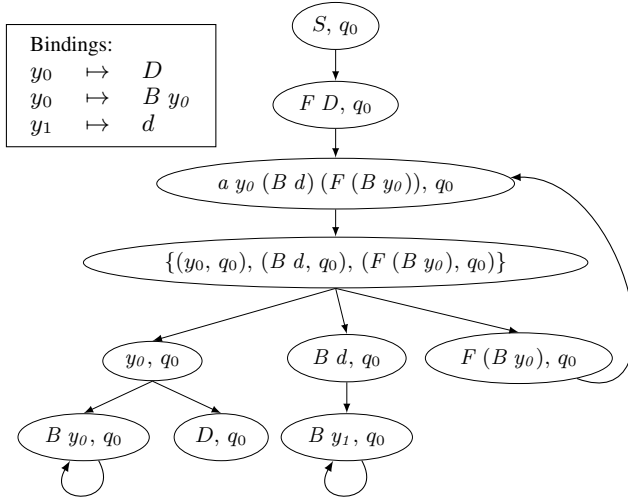 Bindings:
y₀ ↦ D
y₀ ↦ B y₀
y₁ ↦ d
S, q₀
F D, q₀
a y₀ (B d) (F (B y₀)), q₀
{(y₀, q₀), (B d, q₀), (F (B y₀), q₀)}
y₀, q₀
B d, q₀
F (B y₀), q₀
B y₀, q₀
D, q₀
B y₁, q₀